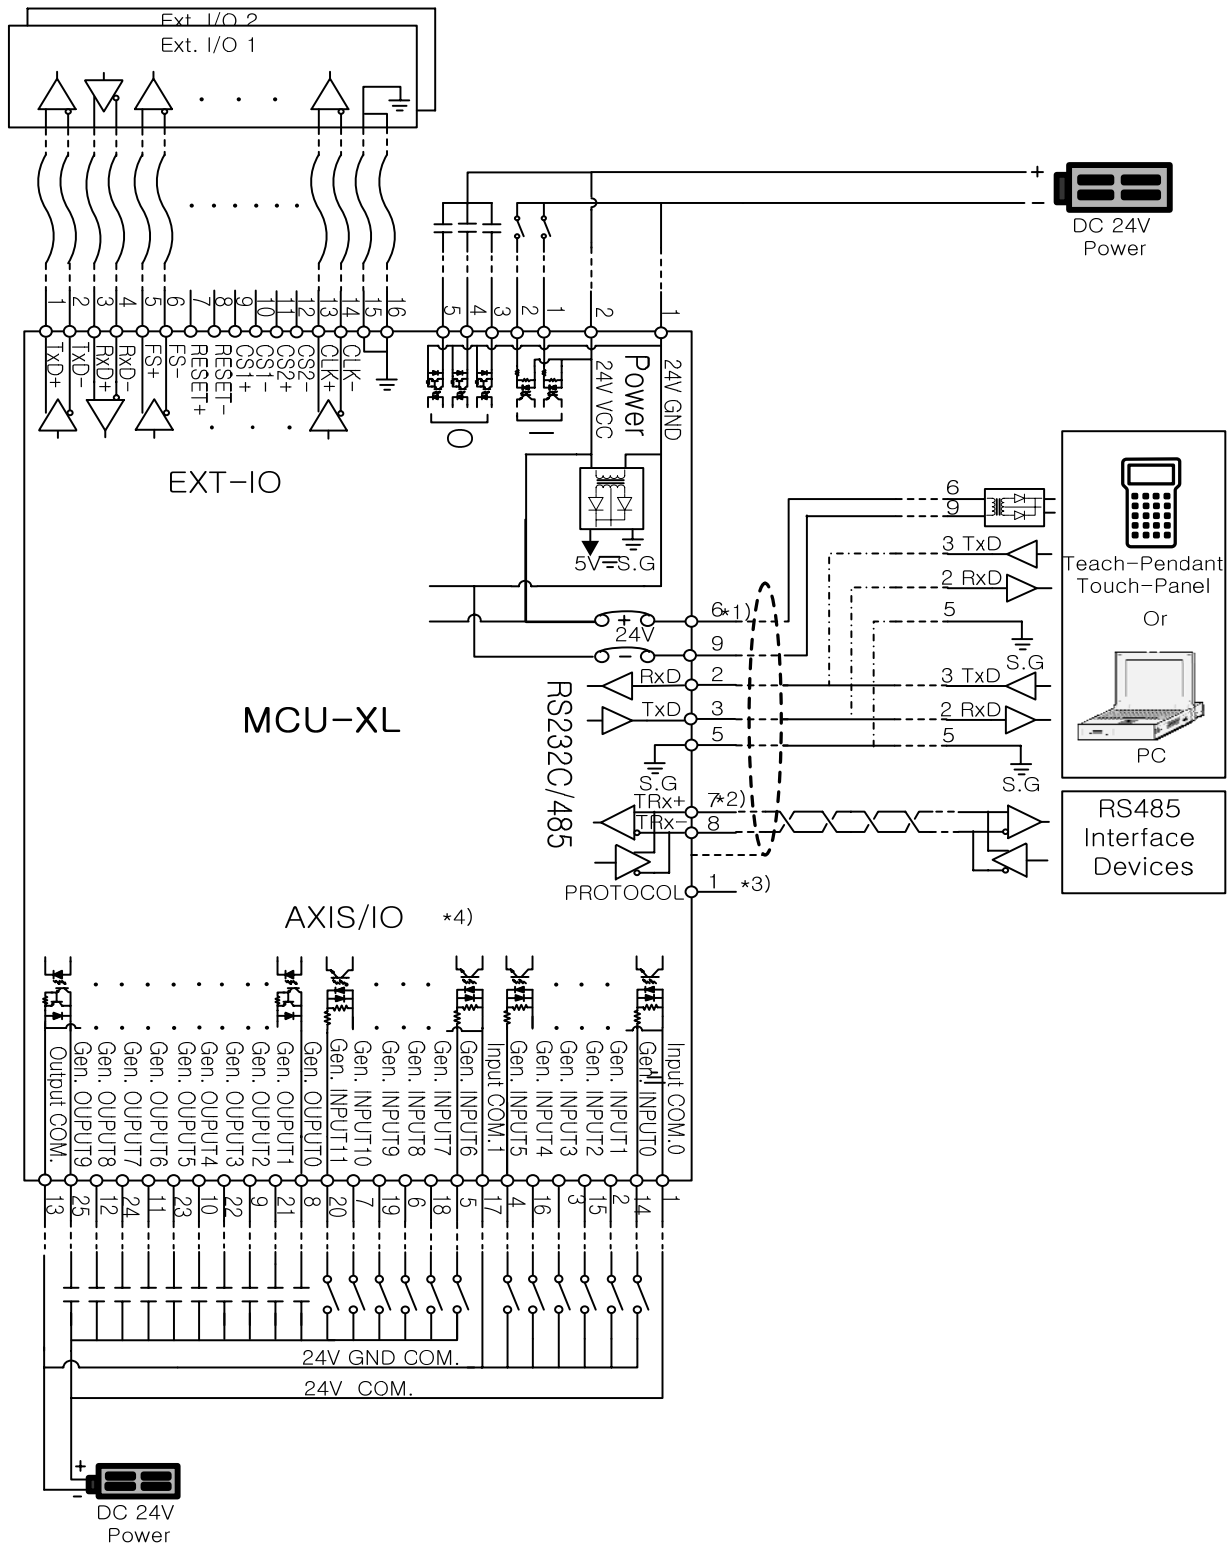 Ext. I/O 2
Ext. I/O 1
+
−
DC 24V
Power
1
2
3
4
5
6
7
8
9
10
11
12
13
14
15
16
5
4
3
2
1
2
1
TxD+
TxD-
RxD+
RxD-
FS+
FS-
RESET+
RESET-
CS1+
CS1-
CS2+
CS2-
CLK+
CLK-
O
I
24V VCC
Power
24V GND
EXT-IO
5V
S.G
6
9
3 TxD
2 RxD
5
S.G
Teach-Pendant
Touch-Panel
Or
PC
+
24V
-
6 *1)
9
RxD 2
TxD 3
5
S.G
3 TxD
2 RxD
5
S.G
MCU-XL
RS232C/485
TRx+ 7 *2)
TRx- 8
PROTOCOL 1 *3)
RS485
Interface
Devices
AXIS/IO *4)
Output COM.
Gen. OUPUT9
Gen. OUPUT8
Gen. OUPUT7
Gen. OUPUT6
Gen. OUPUT5
Gen. OUPUT4
Gen. OUPUT3
Gen. OUPUT2
Gen. OUPUT1
Gen. OUPUT0
Gen. INPUT11
Gen. INPUT10
Gen. INPUT9
Gen. INPUT8
Gen. INPUT7
Gen. INPUT6
Input COM.1
Gen. INPUT5
Gen. INPUT4
Gen. INPUT3
Gen. INPUT2
Gen. INPUT1
Gen. INPUT0
Input COM.0
13
25
12
24
11
23
10
22
9
21
8
20
7
19
6
18
5
17
4
16
3
15
2
14
1
24V GND COM.
24V COM.
+
−
DC 24V
Power